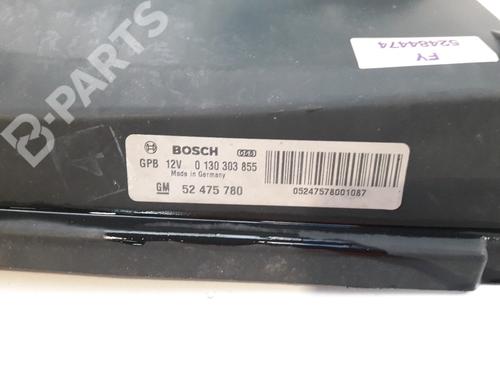 B-PARTS
FY
52484474
BOSCH
GPB 12V 0 130 303 855
Made in Germany
GM 52 475 780
05247578001087